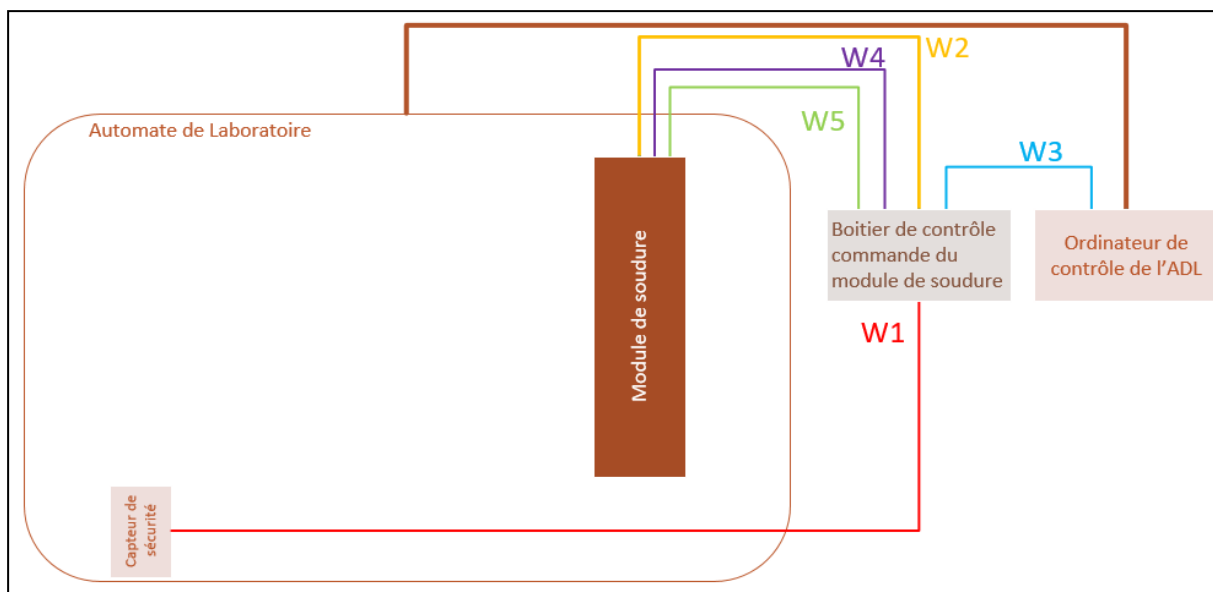 Automate de Laboratoire
W2
W4
W5
W3
Boitier de contrôle
commande du
module de soudure
Ordinateur de
contrôle de l'ADL
Module de soudure
W1
Capteur de
sécurité